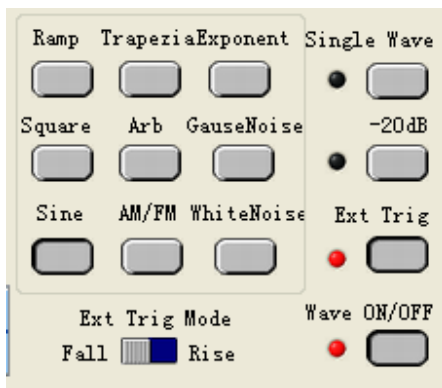 Ramp TrapeziaExponent Single Wave
Square Arb GauseNoise -20dB
Sine AM/FM WhiteNoise Ext Trig
Ext Trig Mode Wave ON/OFF
Fall Rise